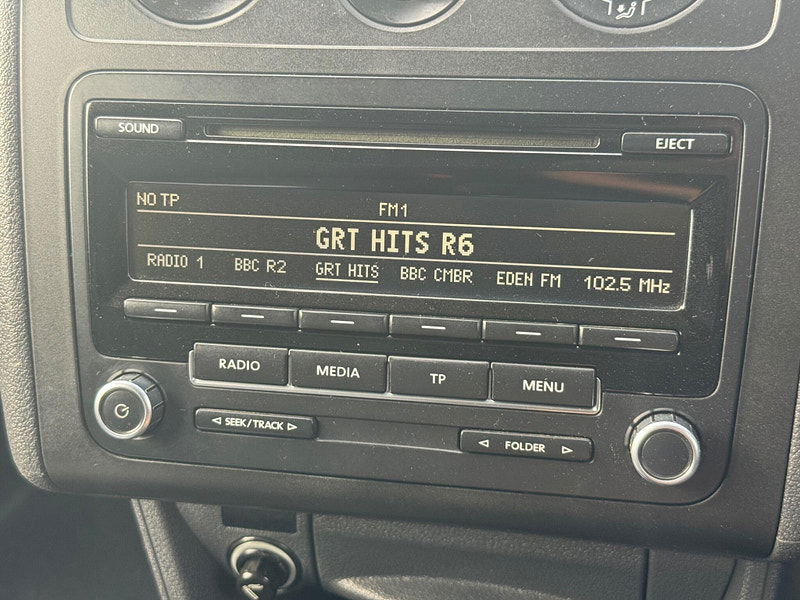 SOUND
EJECT
NO TP
FM1
GRT HITS R6
RADIO 1 BBC R2 GRT HITS BBC CMBR EDEN FM 102.5 MHz
RADIO MEDIA TP MENU
SEEK/TRACK
FOLDER